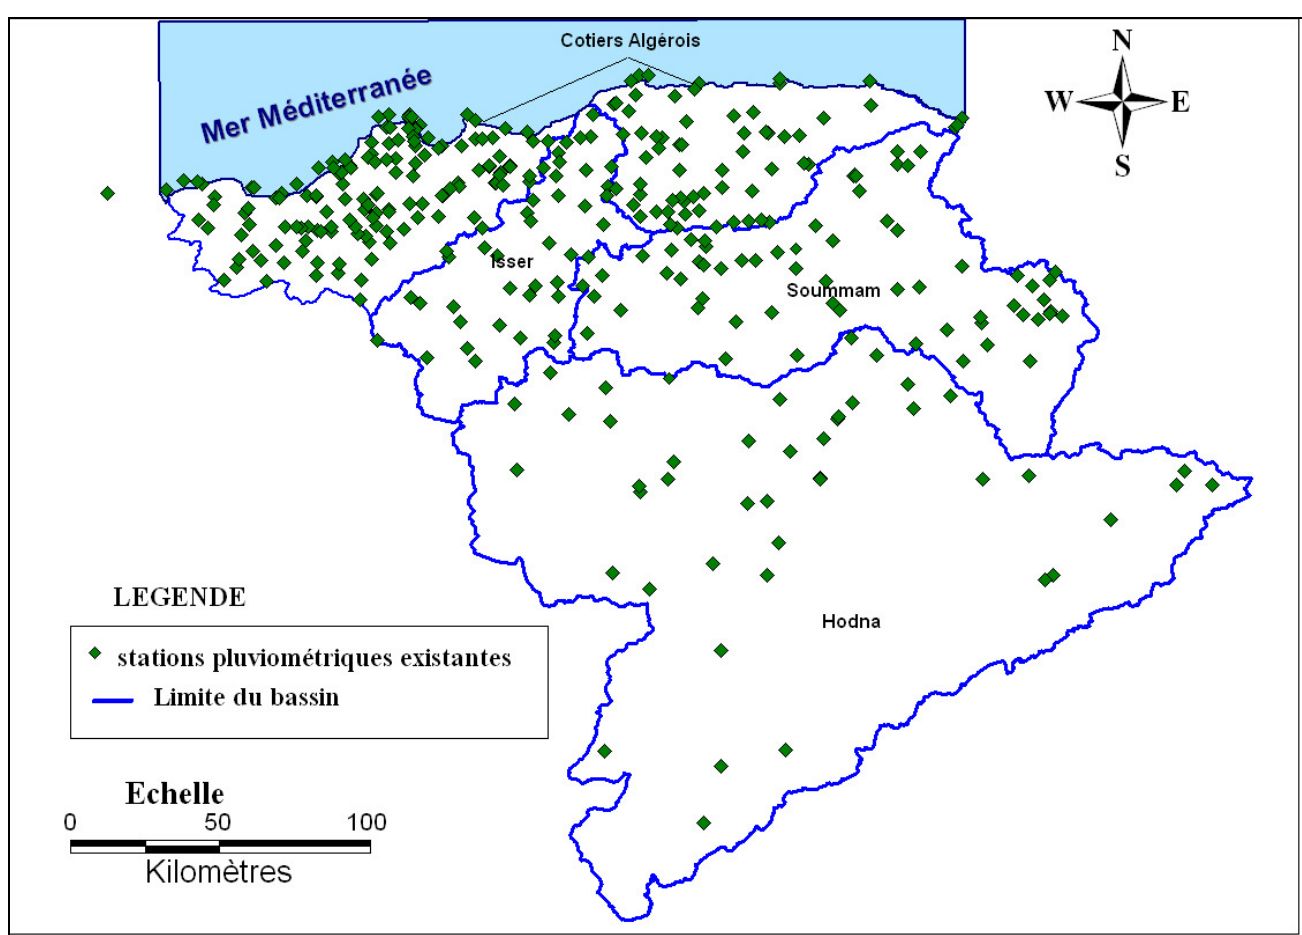 Cotiers Algérois
N
Mer Méditerranée
W E
S
Isser
Soummam
LEGENDE
Hodna
stations pluviométriques existantes
Limite du bassin
Echelle
0 50 100
Kilomètres